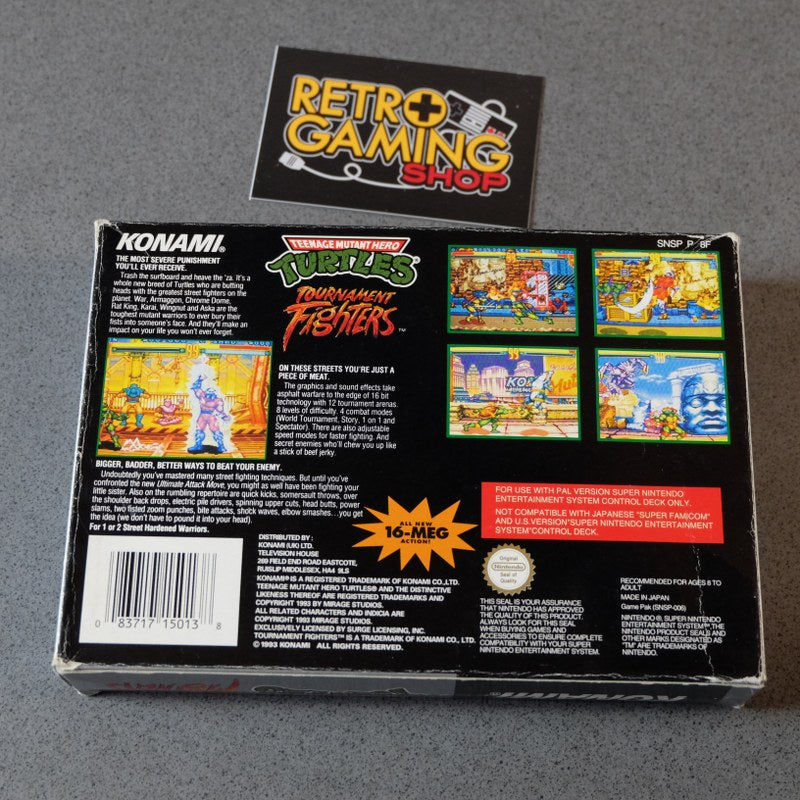 RETRO
GAMING
SHOP
KONAMI®
THE MOST SEVERE PUNISHMENT
YOU'LL EVER RECEIVE.
Trash the surfboard and heave the 'za. It's a
whole new breed of Turtles who are butting
heads with the greatest street fighters on the
planet. War, Armaggon, Chrome Dome,
Rat King, Karai, Wingnut and Aska are the
toughest mutant warriors to ever bury their
fists into someone's face. And they'll make an
impact on your life you won't ever forget.
TEENAGE MUTANT HERO
TURTLES®
TOURNAMENT
FIGHTERS™
SNSP P 8F
ON THESE STREETS YOU'RE JUST A
PIECE OF MEAT.
The graphics and sound effects take
asphalt warfare to the edge of 16 bit
technology with 12 tournament arenas.
8 levels of difficulty. 4 combat modes
(World Tournament, Story, 1 on 1 and
Spectator). There are also adjustable
speed modes for faster fighting. And
secret enemies who'll chew you up like
a stick of beef jerky.
BIGGER, BADDER, BETTER WAYS TO BEAT YOUR ENEMY.
Undoubtedly you've mastered many street fighting techniques. But until you've
confronted the new Ultimate Attack Move, you might as well have been fighting your
little sister. Also on the rumbling repertoire are quick kicks, somersault throws, over
the shoulder back drops, electric pile drivers, spinning upper cuts, head butts, power
slams, two fisted zoom punches, bite attacks, shock waves, elbow smashes...you get
the idea (we don't have to pound it into your head).
For 1 or 2 Street Hardened Warriors.
ALL NEW
16-MEG
ACTION!
FOR USE WITH PAL VERSION SUPER NINTENDO
ENTERTAINMENT SYSTEM CONTROL DECK ONLY.
NOT COMPATIBLE WITH JAPANESE "SUPER FAMICOM"
AND U.S.VERSION"SUPER NINTENDO ENTERTAINMENT
SYSTEM"CONTROL DECK.
0 83717 15013 8
DISTRIBUTED BY:
KONAMI (UK) LTD.
TELEVISION HOUSE
269 FIELD END ROAD EASTCOTE,
RUISLIP MIDDLESEX, HA4 9LS
KONAMI® IS A REGISTERED TRADEMARK OF KONAMI CO.,LTD.
TEENAGE MUTANT HERO TURTLES® AND THE DISTINCTIVE
LIKENESS THEREOF ARE REGISTERED TRADEMARKS AND
COPYRIGHT 1993 BY MIRAGE STUDIOS.
ALL RELATED CHARACTERS AND INDICIA ARE
COPYRIGHT 1993 MIRAGE STUDIOS.
EXCLUSIVELY LICENSED BY SURGE LICENSING, INC.
TOURNAMENT FIGHTERS™ IS A TRADEMARK OF KONAMI CO., LTD.
© 1993 KONAMI ALL RIGHTS RESERVED.
Original
Nintendo
Seal of
Quality
THIS SEAL IS YOUR ASSURANCE
THAT NINTENDO HAS APPROVED
THE QUALITY OF THIS PRODUCT.
ALWAYS LOOK FOR THIS SEAL
WHEN BUYING GAMES AND
ACCESSORIES TO ENSURE COMPLETE
COMPATIBILITY WITH YOUR SUPER
NINTENDO ENTERTAINMENT SYSTEM.
RECOMMENDED FOR AGES 8 TO
ADULT
MADE IN JAPAN
Game Pak (SNSP-006)
NINTENDO ®, SUPER NINTENDO
ENTERTAINMENT SYSTEM™, THE
NINTENDO PRODUCT SEALS AND
OTHER MARKS DESIGNATED AS
"TM" ARE TRADEMARKS OF
NINTENDO.
KONAMI®